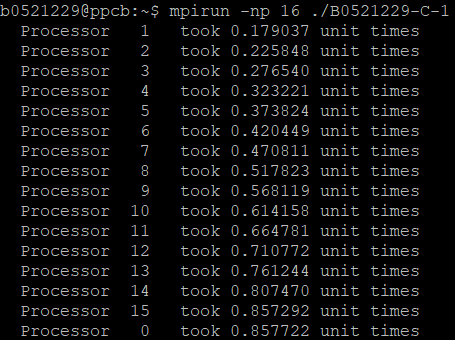 b0521229@ppcb:~$ mpirun -np 16 ./B0521229-C-1
Processor 1 took 0.179037 unit times
Processor 2 took 0.225848 unit times
Processor 3 took 0.276540 unit times
Processor 4 took 0.323221 unit times
Processor 5 took 0.373824 unit times
Processor 6 took 0.420449 unit times
Processor 7 took 0.470811 unit times
Processor 8 took 0.517823 unit times
Processor 9 took 0.568119 unit times
Processor 10 took 0.614158 unit times
Processor 11 took 0.664781 unit times
Processor 12 took 0.710772 unit times
Processor 13 took 0.761244 unit times
Processor 14 took 0.807470 unit times
Processor 15 took 0.857292 unit times
Processor 0 took 0.857722 unit times